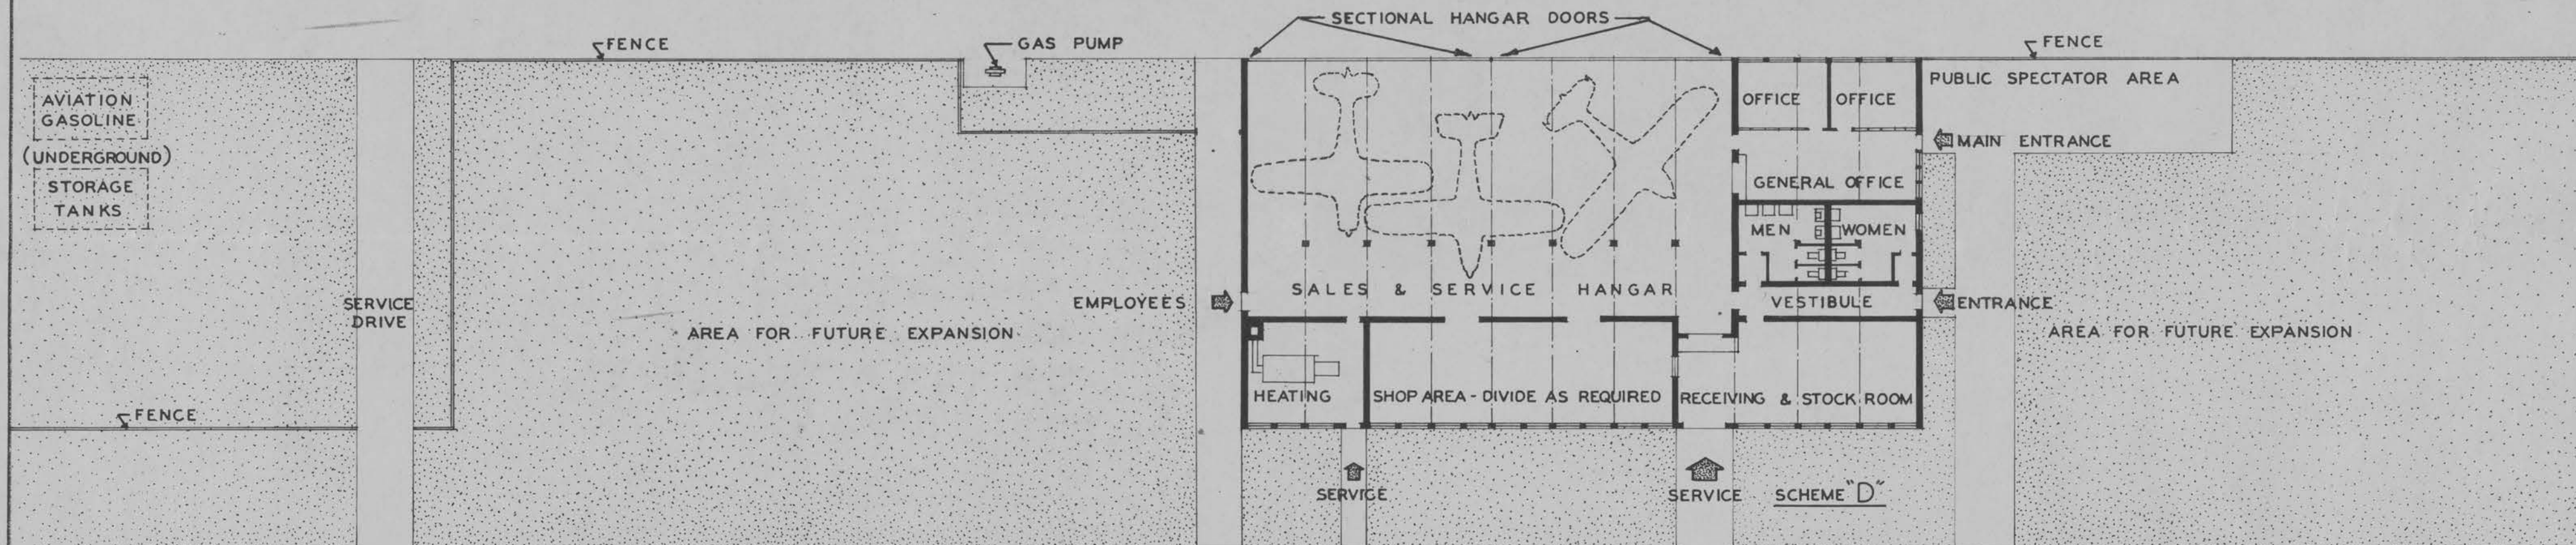 SECTIONAL HANGAR DOORS
FENCE
GAS PUMP
FENCE
PUBLIC SPECTATOR AREA
AVIATION
GASOLINE
(UNDERGROUND)
STORAGE
TANKS
OFFICE
OFFICE
MAIN ENTRANCE
GENERAL OFFICE
MEN
WOMEN
SERVICE
DRIVE
EMPLOYEES
SALES & SERVICE HANGAR
VESTIBULE
ENTRANCE
AREA FOR FUTURE EXPANSION
AREA FOR FUTURE EXPANSION
HEATING
SHOP AREA - DIVIDE AS REQUIRED
RECEIVING & STOCK ROOM
FENCE
SERVICE
SERVICE
SCHEME "D"